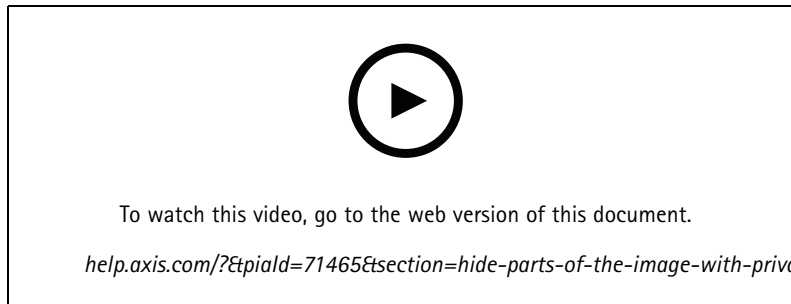 To watch this video, go to the web version of this document.
help.axis.com/?&piaId=71465&section=hide-parts-of-the-image-with-priva